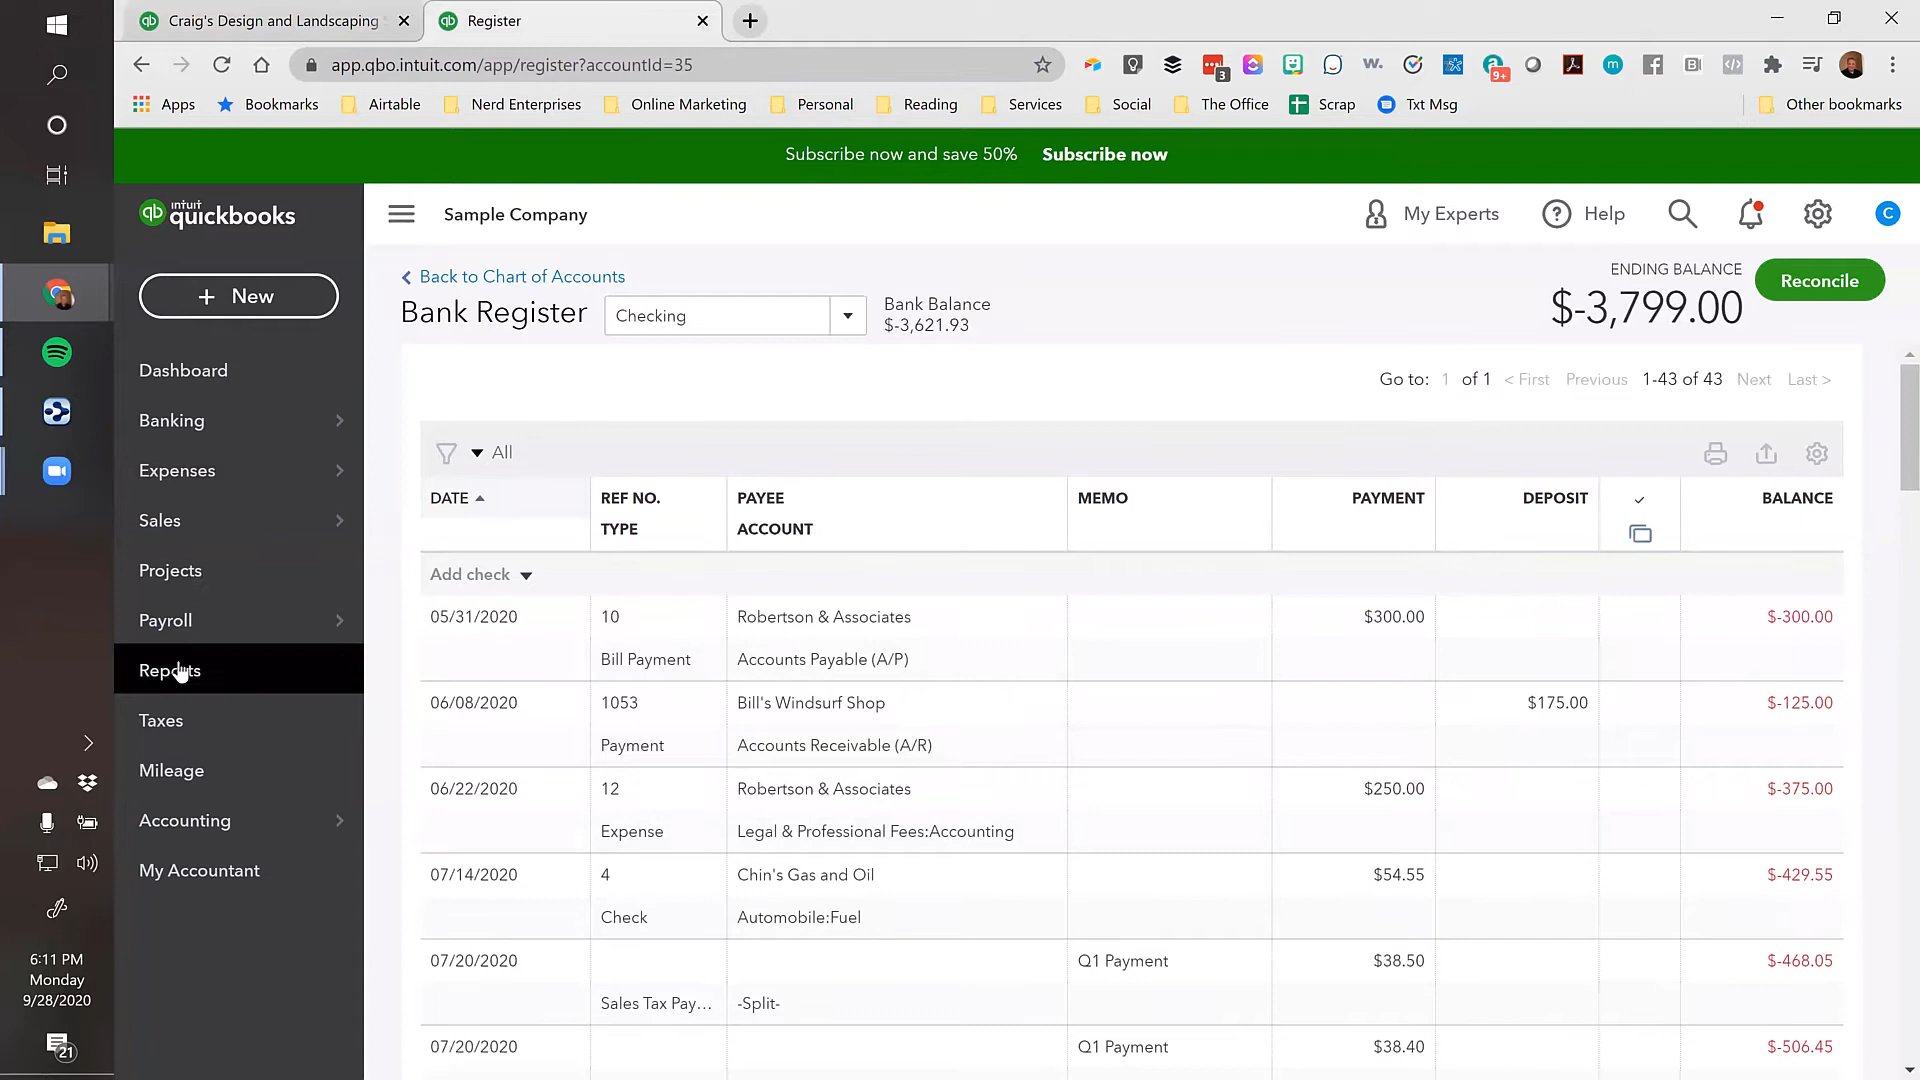 Craig's Design and Landscaping
Register
app.qbo.intuit.com/app/register?accountId=35
3
9+
Apps
Bookmarks
Airtable
Nerd Enterprises
Online Marketing
Personal
Reading
Services
Social
The Office
Scrap
Txt Msg
Other bookmarks
Subscribe now and save 50% Subscribe now
intuit
quickbooks
Sample Company
My Experts
Help
C
+ New
Dashboard
Banking
Expenses
Sales
Projects
Payroll
Reports
Taxes
Mileage
Accounting
My Accountant
6:11 PM
Monday
9/28/2020
21
Back to Chart of Accounts
Bank Register
Checking
Bank Balance
$-3,621.93
ENDING BALANCE
$-3,799.00
Reconcile
Go to: 1 of 1 < First Previous 1-43 of 43 Next Last >
All
DATE REF NO. PAYEE MEMO PAYMENT DEPOSIT ✓ BALANCE
TYPE ACCOUNT
Add check
05/31/2020 10 Robertson & Associates $300.00 $-300.00
Bill Payment Accounts Payable (A/P)
06/08/2020 1053 Bill's Windsurf Shop $175.00 $-125.00
Payment Accounts Receivable (A/R)
06/22/2020 12 Robertson & Associates $250.00 $-375.00
Expense Legal & Professional Fees:Accounting
07/14/2020 4 Chin's Gas and Oil $54.55 $-429.55
Check Automobile:Fuel
07/20/2020 Q1 Payment $38.50 $-468.05
Sales Tax Pay... -Split-
07/20/2020 Q1 Payment $38.40 $-506.45